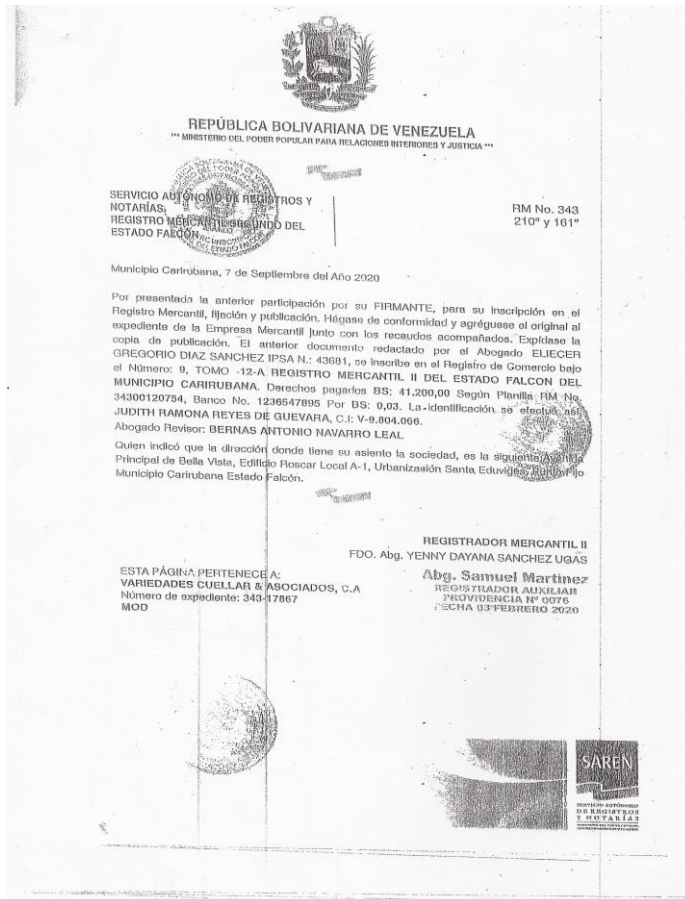 REPÚBLICA BOLIVARIANA DE VENEZUELA
*** MINISTERIO DEL PODER POPULAR PARA RELACIONES INTERIORES Y JUSTICIA ***
SERVICIO AUTÓNOMO DE REGISTROS Y
NOTARÍAS.
REGISTRO MERCANTIL SEGUNDO DEL
ESTADO FALCÓN
RM No. 343
210° y 161°
Municipio Carirubana, 7 de Septiembre del Año 2020
Por presentada la anterior participación por su FIRMANTE, para su inscripción en el
Registro Mercantil, fijación y publicación. Hágase de conformidad y agréguese el original al
expediente de la Empresa Mercantil junto con los recaudos acompañados. Expídase la
copia de publicación. El anterior documento redactado por el Abogado ELIECER
GREGORIO DIAZ SANCHEZ IPSA N.: 43681, se inscribe en el Registro de Comercio bajo
el Número: 9, TOMO -12-A REGISTRO MERCANTIL II DEL ESTADO FALCON DEL
MUNICIPIO CARIRUBANA. Derechos pagados BS: 41.200,00 Según Planilla RM No.
34300120754, Banco No. 1236547895 Por BS: 0,03. La identificación se efectuó así,
JUDITH RAMONA REYES DE GUEVARA, C.I: V-9.804.066.
Abogado Revisor: BERNAS ANTONIO NAVARRO LEAL
Quien indicó que la dirección donde tiene su asiento la sociedad, es la siguiente: Avenida
Principal de Bella Vista, Edificio Roscar Local A-1, Urbanización Santa Eduviges, Punto Fijo
Municipio Carirubana Estado Falcón.
REGISTRADOR MERCANTIL II
FDO. Abg. YENNY DAYANA SANCHEZ UGAS
Abg. Samuel Martinez
REGISTRADOR AUXILIAR
PROVIDENCIA N° 0076
FECHA 03 FEBRERO 2020
ESTA PÁGINA PERTENECE A:
VARIEDADES CUELLAR & ASOCIADOS, C.A
Número de expediente: 343-17867
MOD
SAREN
SERVICIO AUTÓNOMO
DE REGISTROS
Y NOTARÍAS